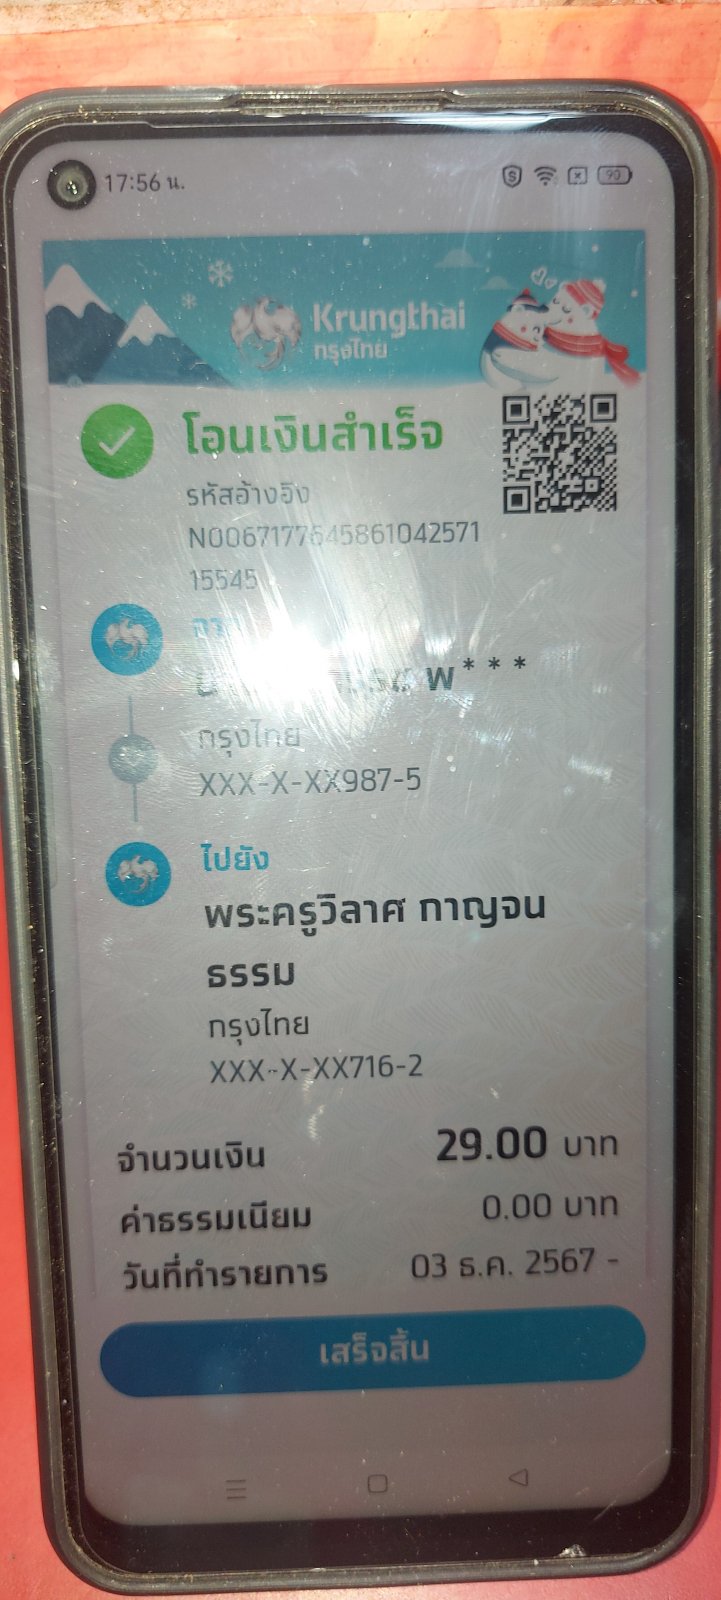 17:56 น.
90
Krungthai
กรุงไทย
โอนเงินสำเร็จ
รหัสอ้างอิง
N0067177645861042571
15545
พ***
กรุงไทย
XXX-X-XX987-5
ไปยัง
พระครูวิลาศ กาญจน
ธรรม
กรุงไทย
XXX-X-XX716-2
จำนวนเงิน 29.00 บาท
ค่าธรรมเนียม 0.00 บาท
วันที่ทำรายการ 03 ธ.ค. 2567 -
เสร็จสิ้น